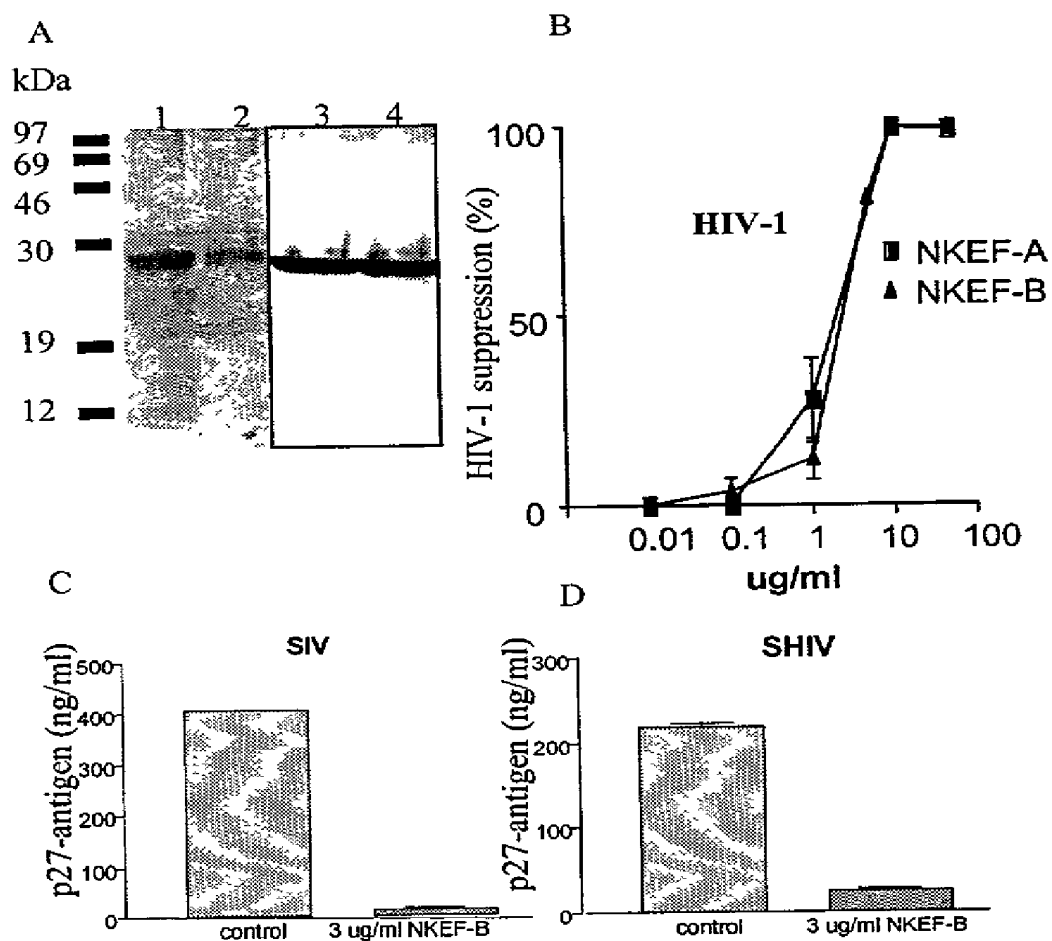 A
kDa
1 2 3 4
97
69
46
30
19
12
B
HIV-1 suppression (%)
100
50
0
HIV-1
NKEF-A
NKEF-B
0.01 0.1 1 10 100
ug/ml
C
SIV
p27-antigen (ng/ml)
500
400
300
200
100
0
control 3 ug/ml NKEF-B
D
SHIV
p27-antigen (ng/ml)
300
200
100
0
control 3 ug/ml NKEF-B